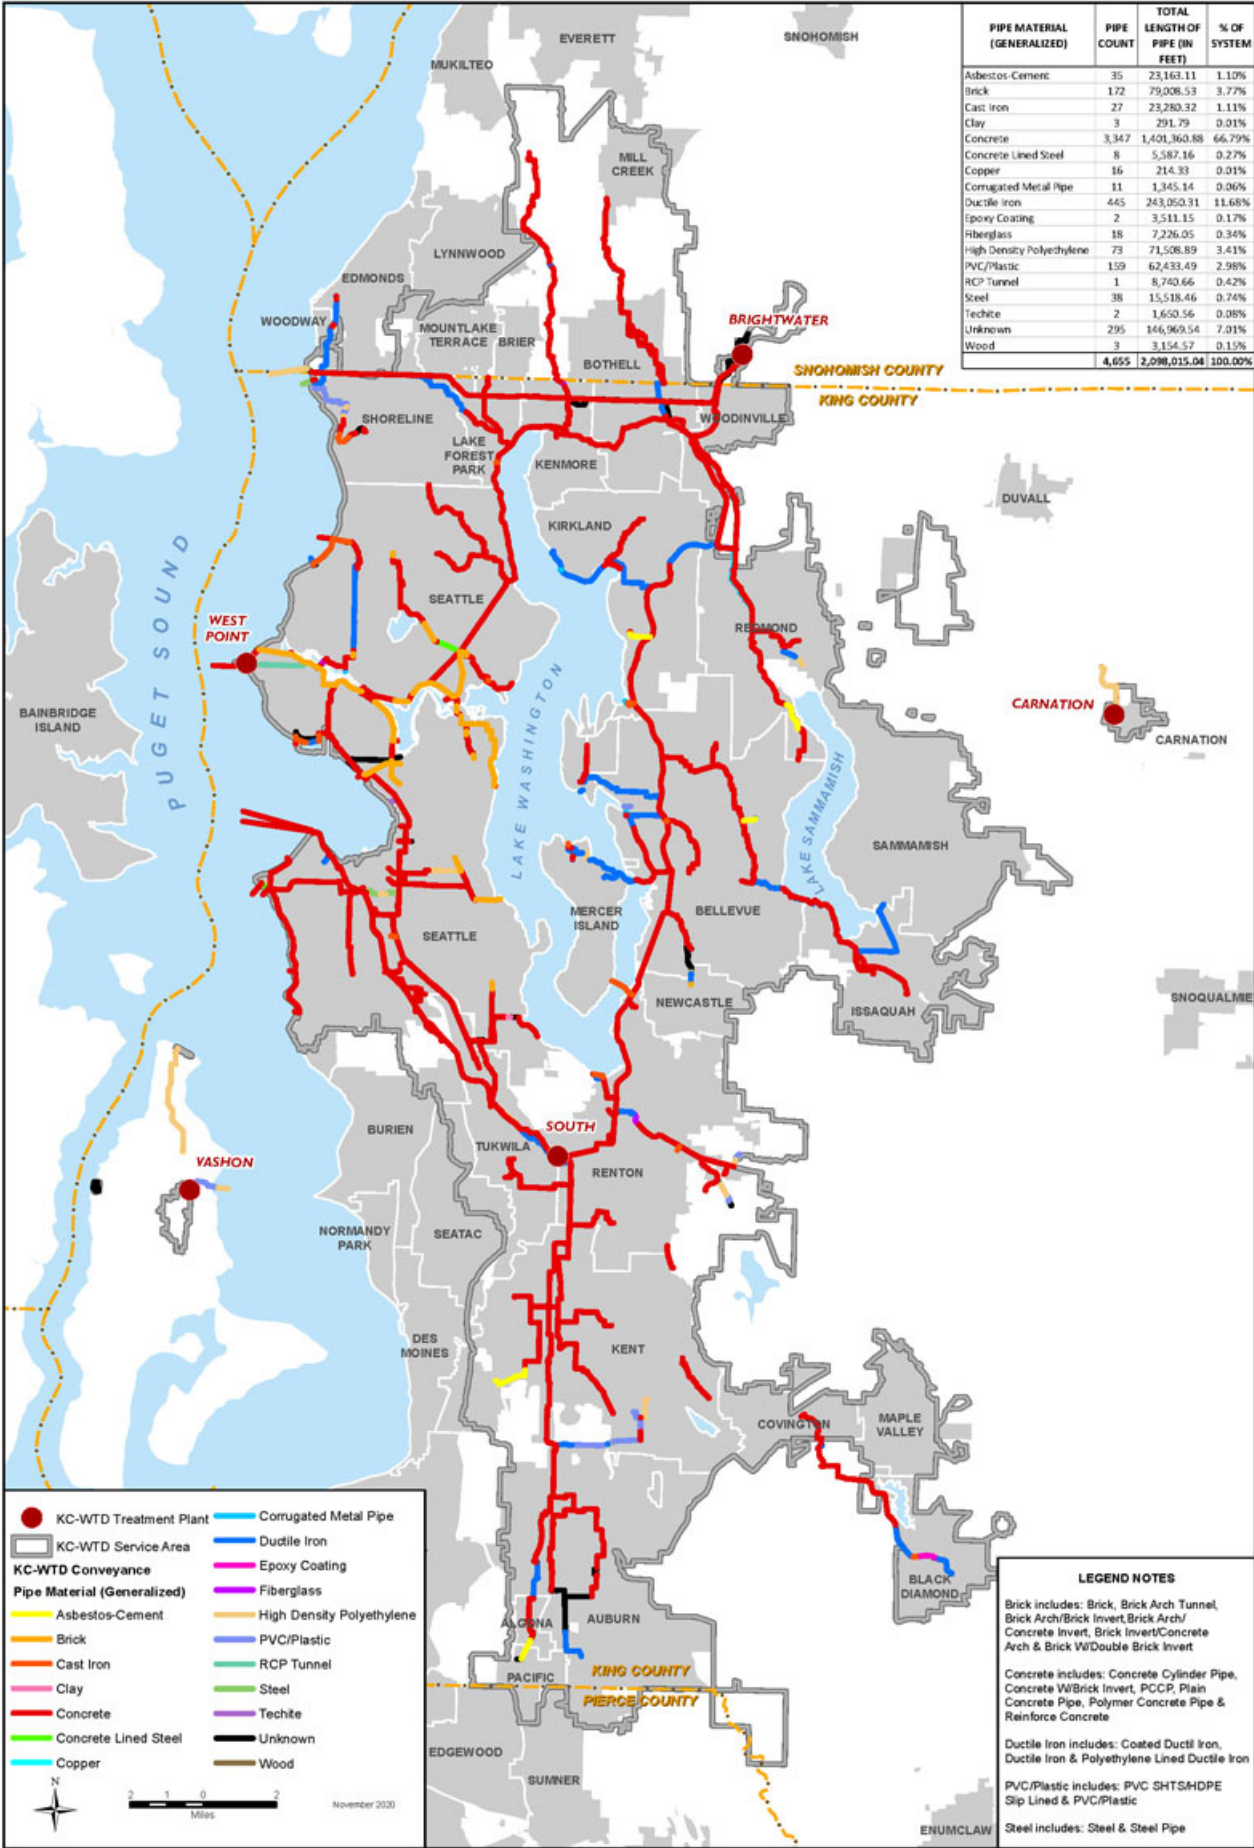 PIPE MATERIAL (GENERALIZED) PIPE COUNT TOTAL LENGTH OF PIPE (IN FEET) % OF SYSTEM
Asbestos-Cement 35 23,163.11 1.10%
Brick 172 79,008.53 3.77%
Cast Iron 27 23,280.32 1.11%
Clay 3 291.79 0.01%
Concrete 3,347 1,401,360.88 66.79%
Concrete Lined Steel 8 5,587.16 0.27%
Copper 16 214.33 0.01%
Corrugated Metal Pipe 11 1,345.14 0.06%
Ductile Iron 445 243,050.31 11.68%
Epoxy Coating 2 3,511.15 0.17%
Fiberglass 18 7,226.05 0.34%
High Density Polyethylene 73 71,508.89 3.41%
PVC/Plastic 159 62,433.49 2.98%
RCP Tunnel 1 8,740.66 0.42%
Steel 38 15,518.46 0.74%
Techite 2 1,650.56 0.08%
Unknown 295 146,969.54 7.01%
Wood 3 3,154.57 0.15%
4,655 2,098,015.04 100.00%
EVERETT
SNOHOMISH
MUKILTEO
MILL
CREEK
LYNNWOOD
EDMONDS
WOODWAY
MOUNTLAKE
TERRACE
BRIER
BRIGHTWATER
BOTHELL
SNOHOMISH COUNTY
KING COUNTY
SHORELINE
WOODINVILLE
LAKE
FOREST
PARK
KENMORE
DUVALL
KIRKLAND
PUGET SOUND
SEATTLE
WEST
POINT
REDMOND
BAINBRIDGE
ISLAND
LAKE WASHINGTON
CARNATION
CARNATION
LAKE SAMMAMISH
SAMMAMISH
MERCER
ISLAND
BELLEVUE
SEATTLE
NEWCASTLE
ISSAQUAH
SNOQUALMIE
BURIEN
TUKWILA
SOUTH
RENTON
VASHON
NORMANDY
PARK
SEATAC
DES
MOINES
KENT
COVINGTON
MAPLE
VALLEY
BLACK
DIAMOND
ALGONA
AUBURN
PACIFIC
KING COUNTY
PIERCE COUNTY
EDGEWOOD
SUMNER
ENUMCLAW
KC-WTD Treatment Plant
KC-WTD Service Area
KC-WTD Conveyance
Pipe Material (Generalized)
Asbestos-Cement
Brick
Cast Iron
Clay
Concrete
Concrete Lined Steel
Copper
Corrugated Metal Pipe
Ductile Iron
Epoxy Coating
Fiberglass
High Density Polyethylene
PVC/Plastic
RCP Tunnel
Steel
Techite
Unknown
Wood
N
2 1 0 2
Miles
November 2020
LEGEND NOTES
Brick includes: Brick, Brick Arch Tunnel,
Brick Arch/Brick Invert,Brick Arch/
Concrete Invert, Brick Invert/Concrete
Arch & Brick W/Double Brick Invert
Concrete includes: Concrete Cylinder Pipe,
Concrete W/Brick Invert, PCCP, Plain
Concrete Pipe, Polymer Concrete Pipe &
Reinforce Concrete
Ductile Iron includes: Coated Ductil Iron,
Ductile Iron & Polyethylene Lined Ductile Iron
PVC/Plastic includes: PVC SHTS/HDPE
Slip Lined & PVC/Plastic
Steel includes: Steel & Steel Pipe